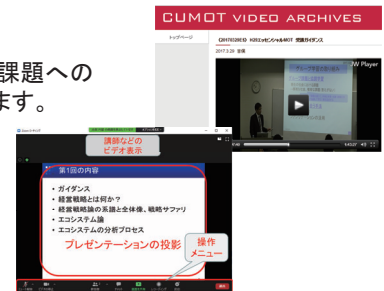 CUMOT VIDEO ARCHIVES
トップページ
2017.3.28 登録
JW Player
課題への
ます。
講師などの
ビデオ表示
第1回の内容
・ガイダンス
・経営戦略とは何か?
・経営戦略論の系譜と全体像、戦略サファリ
・エコシステム論
・エコシステムの分析プロセス
プレゼンテーションの投影
操作
メニュー